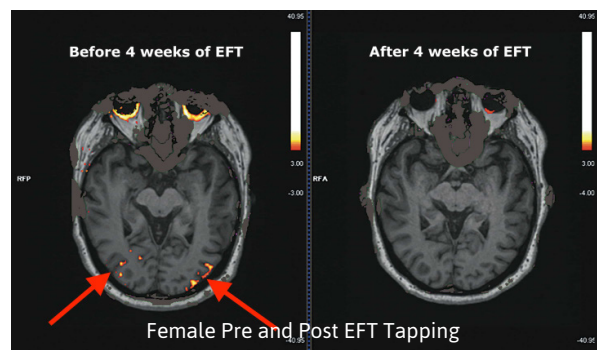 40.95
40.95
Before 4 weeks of EFT
After 4 weeks of EFT
3.00
3.00
RFP
-3.00
RFA
-4.00
-40.95
-40.95
Female Pre and Post EFT Tapping